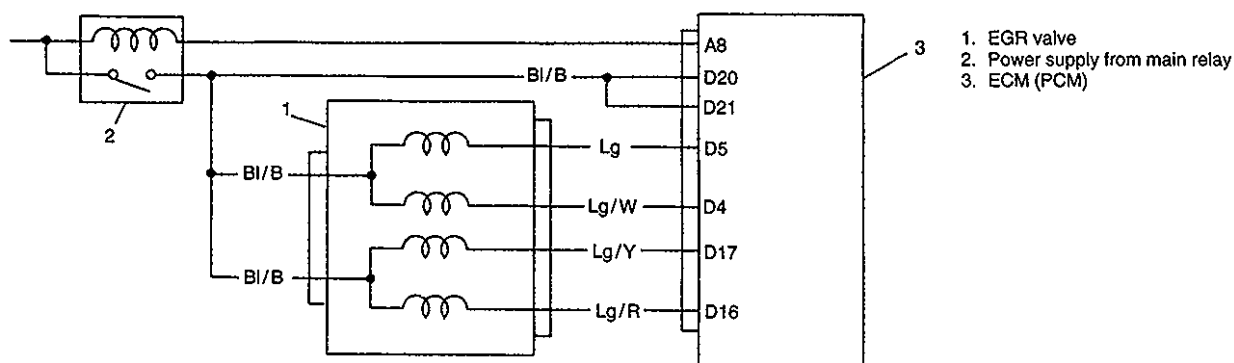 A8
Bl/B D20
D21
2
1
Lg D5
Bl/B
Lg/W D4
Lg/Y D17
Bl/B
Lg/R D16
3
1. EGR valve
2. Power supply from main relay
3. ECM (PCM)